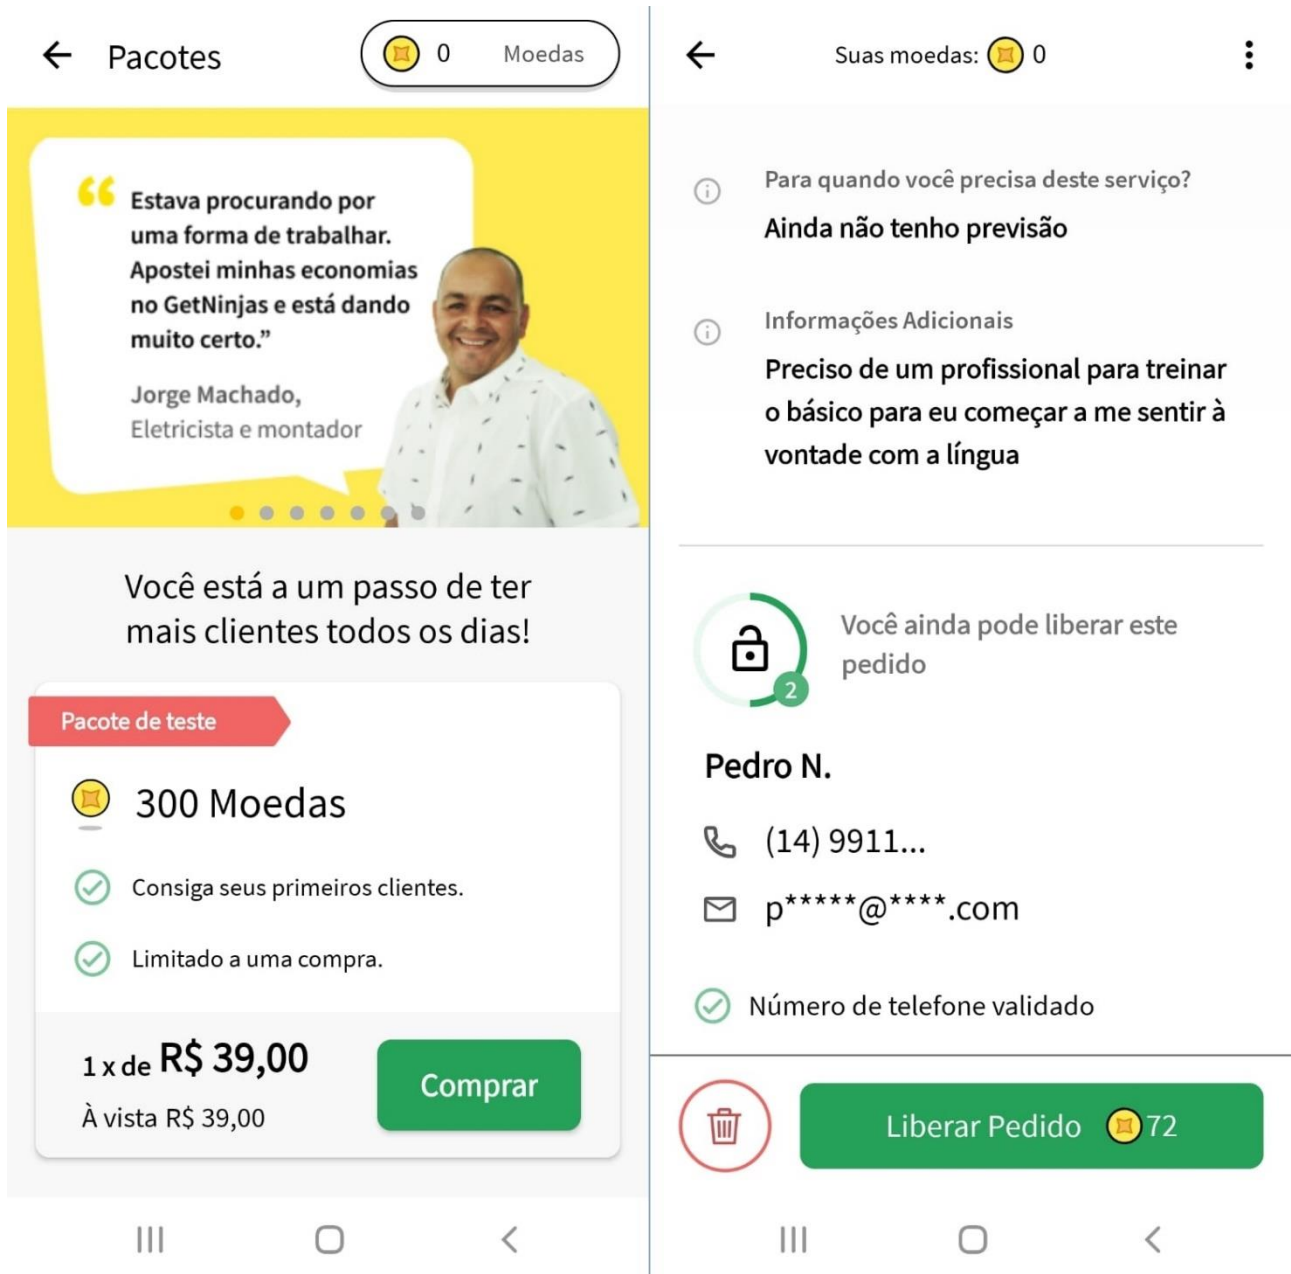 Pacotes
0 Moedas
“
Estava procurando por
uma forma de trabalhar.
Apostei minhas economias
no GetNinjas e está dando
muito certo.”
Jorge Machado,
Eletricista e montador
Você está a um passo de ter
mais clientes todos os dias!
Pacote de teste
300 Moedas
Consiga seus primeiros clientes.
Limitado a uma compra.
1 x de R$ 39,00
À vista R$ 39,00
Comprar
Suas moedas: 0
Para quando você precisa deste serviço?
Ainda não tenho previsão
Informações Adicionais
Preciso de um profissional para treinar
o básico para eu começar a me sentir à
vontade com a língua
Você ainda pode liberar este
pedido
2
Pedro N.
(14) 9911...
p*****@****.com
Número de telefone validado
Liberar Pedido 72